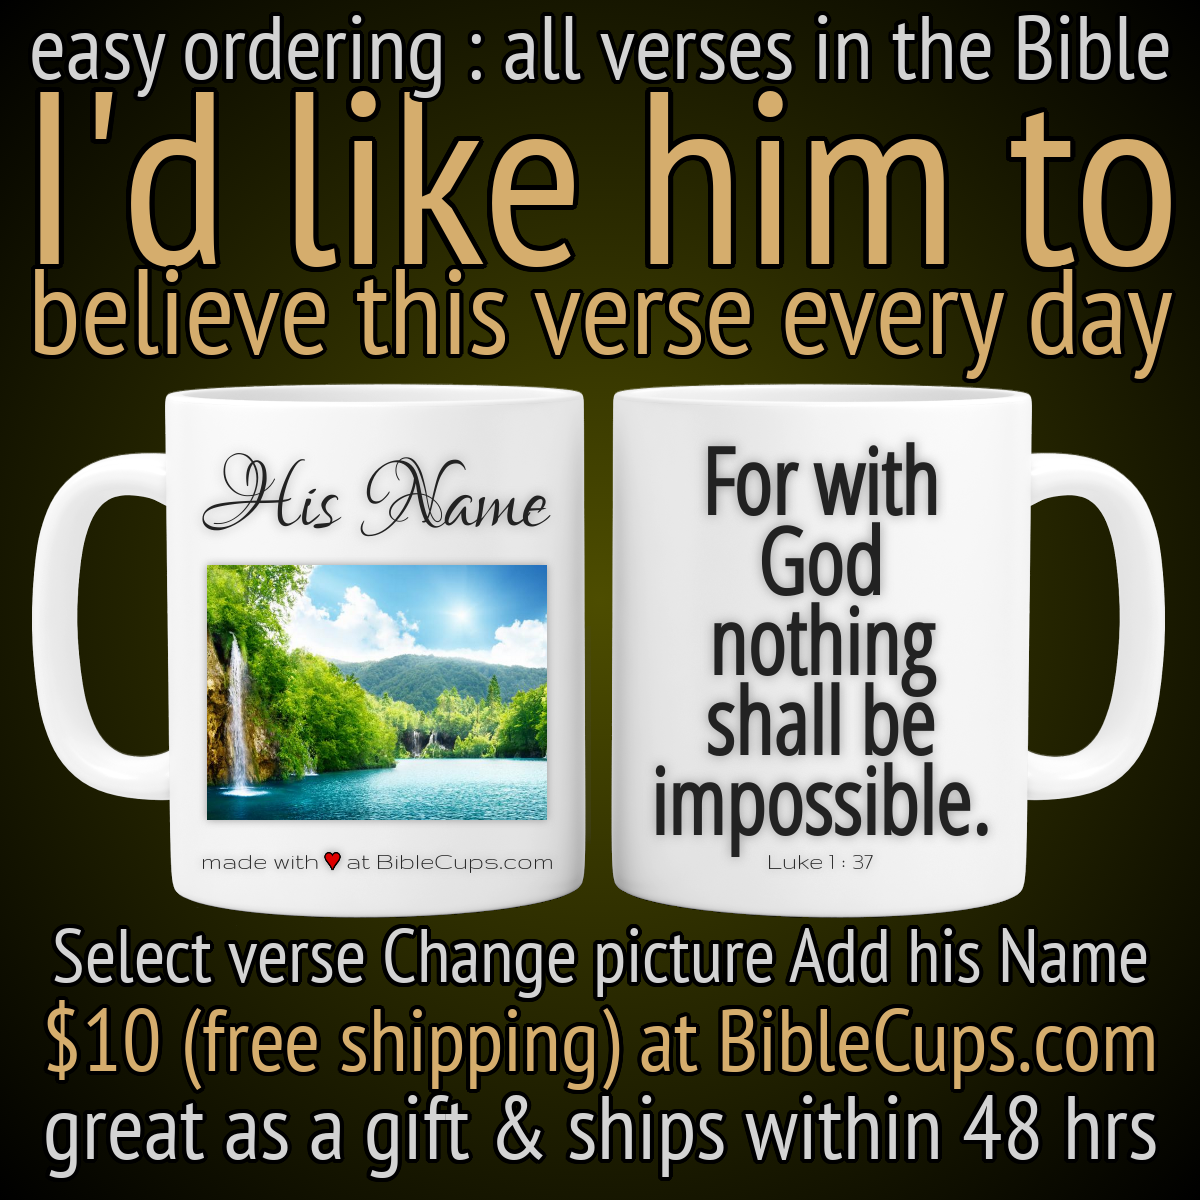 easy ordering : all verses in the Bible
I'd like him to
believe this verse every day
His Name
made with ♥ at BibleCups.com
For with
God
nothing
shall be
impossible.
Luke 1 : 37
Select verse Change picture Add his Name
$10 (free shipping) at BibleCups.com
great as a gift & ships within 48 hrs